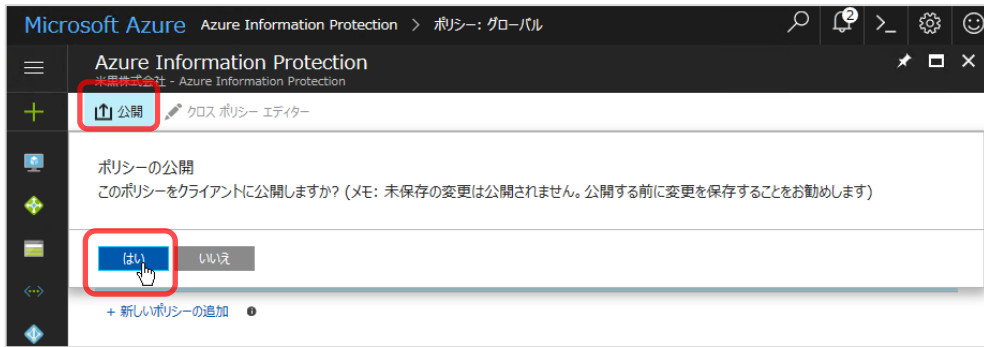 Microsoft Azure Azure Information Protection > ポリシー: グローバル
2
Azure Information Protection
米黒株式会社 - Azure Information Protection
公開 クロス ポリシー エディター
ポリシーの公開
このポリシーをクライアントに公開しますか? (メモ: 未保存の変更は公開されません。公開する前に変更を保存することをお勧めします)
はい いいえ
+ 新しいポリシーの追加